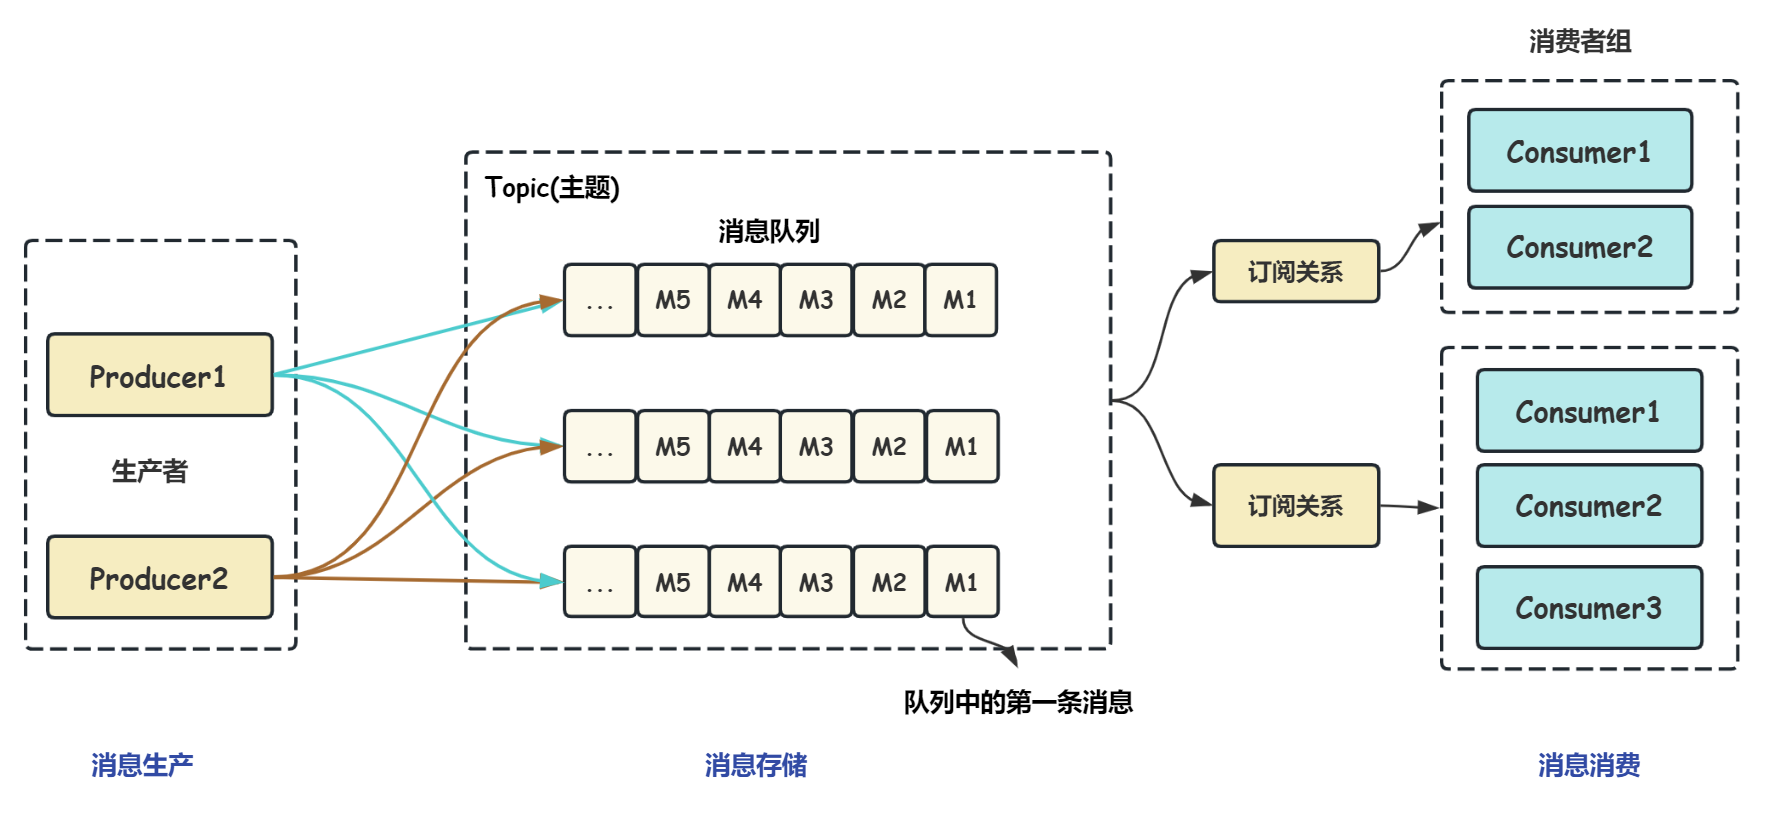 消费者组
Consumer1
Consumer2
Topic(主题)
消息队列
... M5 M4 M3 M2 M1
订阅关系
Producer1
生产者
Producer2
... M5 M4 M3 M2 M1
... M5 M4 M3 M2 M1
队列中的第一条消息
订阅关系
Consumer1
Consumer2
Consumer3
消息生产
消息存储
消息消费